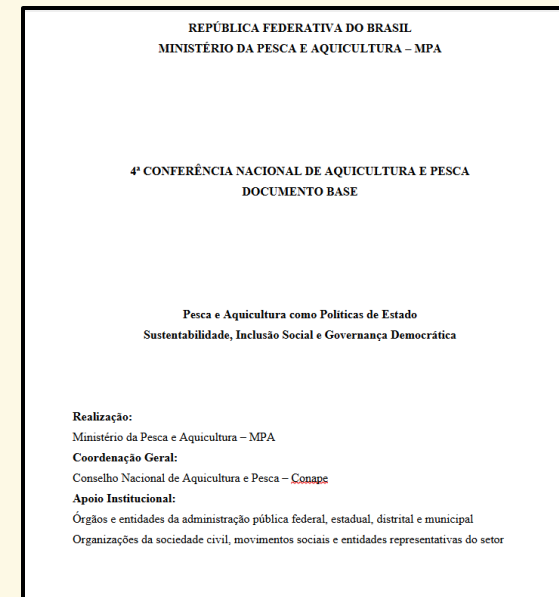 REPÚBLICA FEDERATIVA DO BRASIL
MINISTÉRIO DA PESCA E AQUICULTURA – MPA
4ª CONFERÊNCIA NACIONAL DE AQUICULTURA E PESCA
DOCUMENTO BASE
Pesca e Aquicultura como Políticas de Estado
Sustentabilidade, Inclusão Social e Governança Democrática
Realização:
Ministério da Pesca e Aquicultura – MPA
Coordenação Geral:
Conselho Nacional de Aquicultura e Pesca – Conape
Apoio Institucional:
Órgãos e entidades da administração pública federal, estadual, distrital e municipal
Organizações da sociedade civil, movimentos sociais e entidades representativas do setor